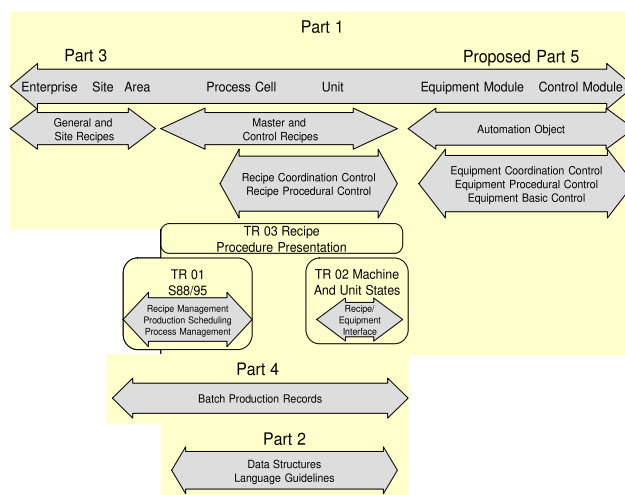 Part 1
Part 3
Proposed Part 5
Enterprise Site Area Process Cell Unit Equipment Module Control Module
General and
Site Recipes
Master and
Control Recipes
Automation Object
Recipe Coordination Control
Recipe Procedural Control
Equipment Coordination Control
Equipment Procedural Control
Equipment Basic Control
TR 03 Recipe
Procedure Presentation
TR 01
S88/95
Recipe Management
Production Scheduling
Process Management
TR 02 Machine
And Unit States
Recipe/
Equipment
Interface
Part 4
Batch Production Records
Part 2
Data Structures
Language Guidelines